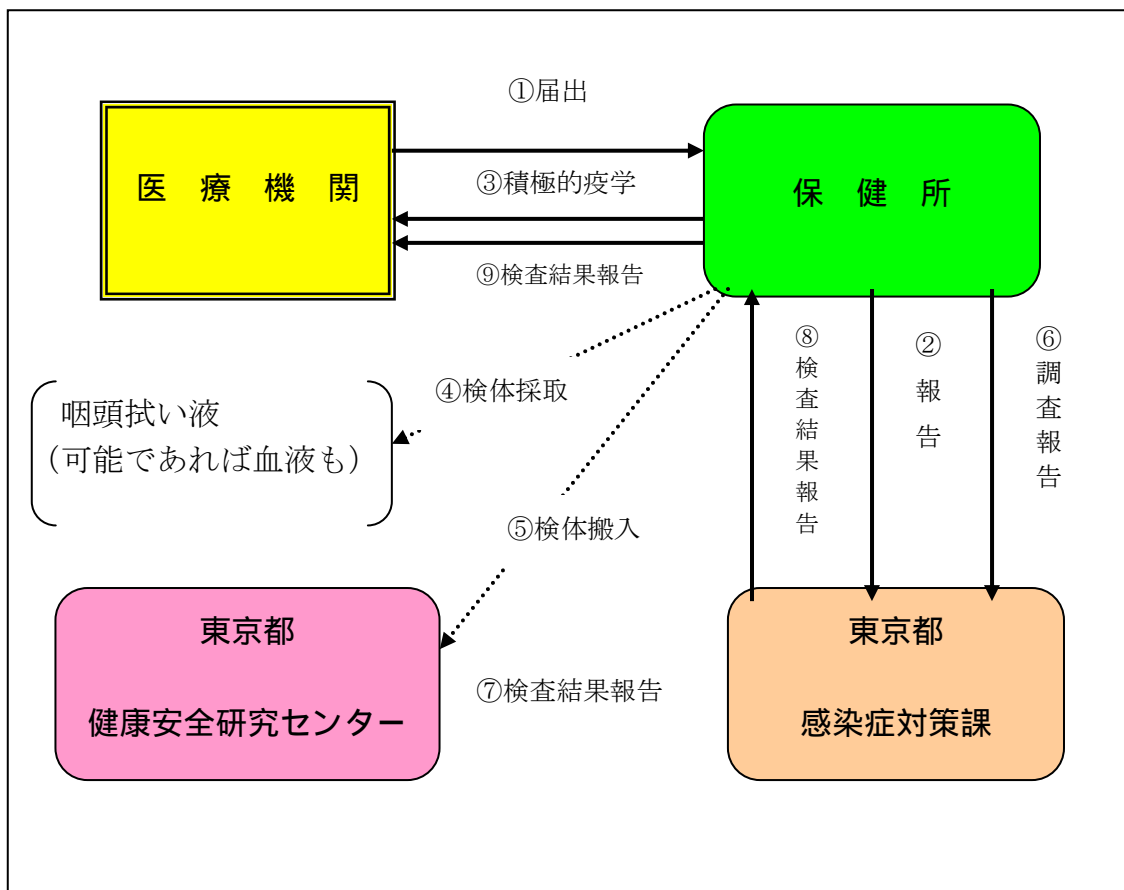 ①届出
医療機関
③積極的疫学
保健所
⑨検査結果報告
④検体採取
咽頭拭い液
(可能であれば血液も)
⑧検査結果報告
②報告
⑥調査報告
⑤検体搬入
東京都
健康安全研究センター
⑦検査結果報告
東京都
感染症対策課